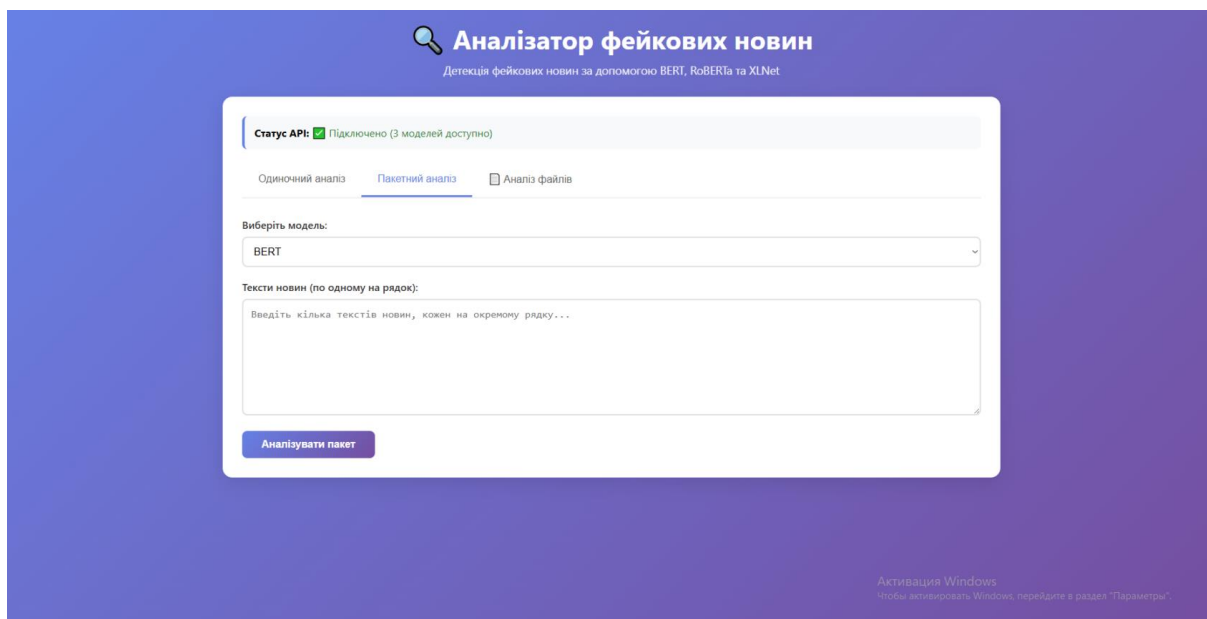 Аналізатор фейкових новин
Детекція фейкових новин за допомогою BERT, RoBERTa та XLNet
Статус API: ✅ Підключено (3 моделей доступно)
Одиночний аналіз Пакетний аналіз Аналіз файлів
Виберіть модель:
BERT
Тексти новин (по одному на рядок):
Введіть кілька текстів новин, кожен на окремому рядку...
Аналізувати пакет
Активация Windows
Чтобы активировать Windows, перейдите в раздел "Параметры".